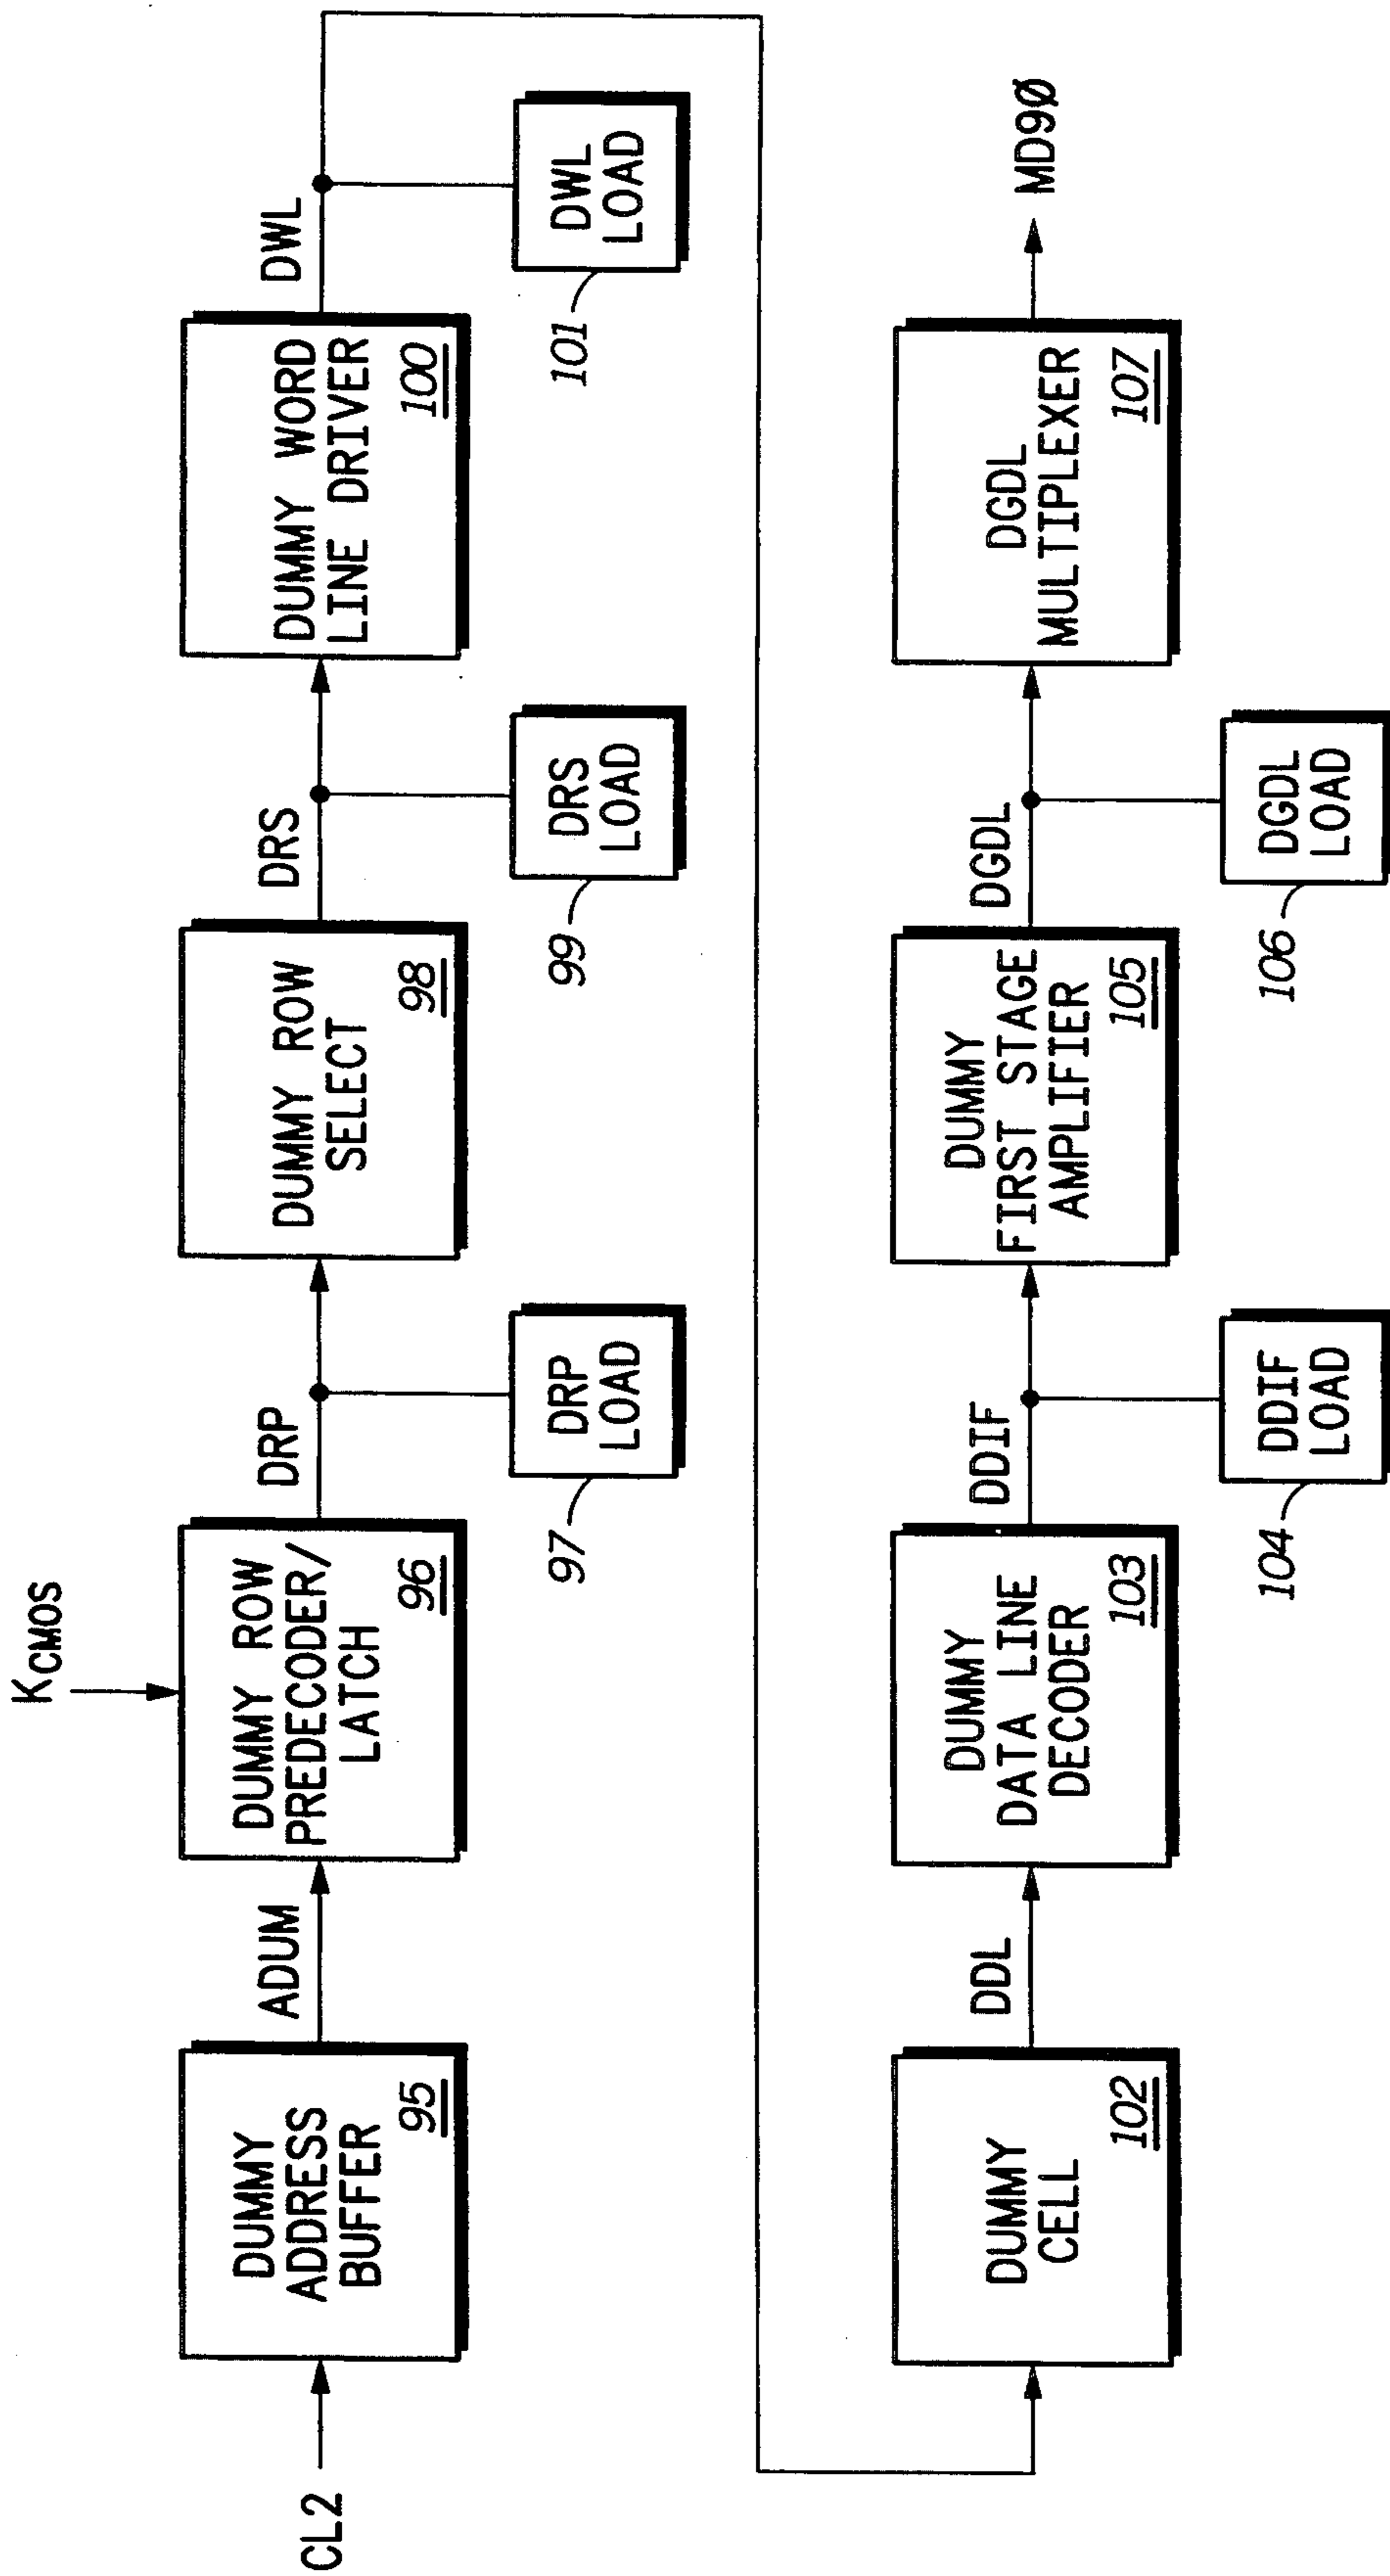 KCMOS
CL2
DUMMY
ADDRESS
BUFFER
95
ADUM
DUMMY ROW
PREDECODER/
LATCH
96
DRP
DRP
LOAD
97
DUMMY ROW
SELECT
98
DRS
DRS
LOAD
99
DUMMY WORD
LINE DRIVER
100
DWL
DWL
LOAD
101
DUMMY
CELL
102
DDL
DUMMY
DATA LINE
DECODER
103
DDIF
DDIF
LOAD
104
DUMMY
FIRST STAGE
AMPLIFIER
105
DGDL
DGDL
LOAD
106
DGDL
MULTIPLEXER
107
MD90